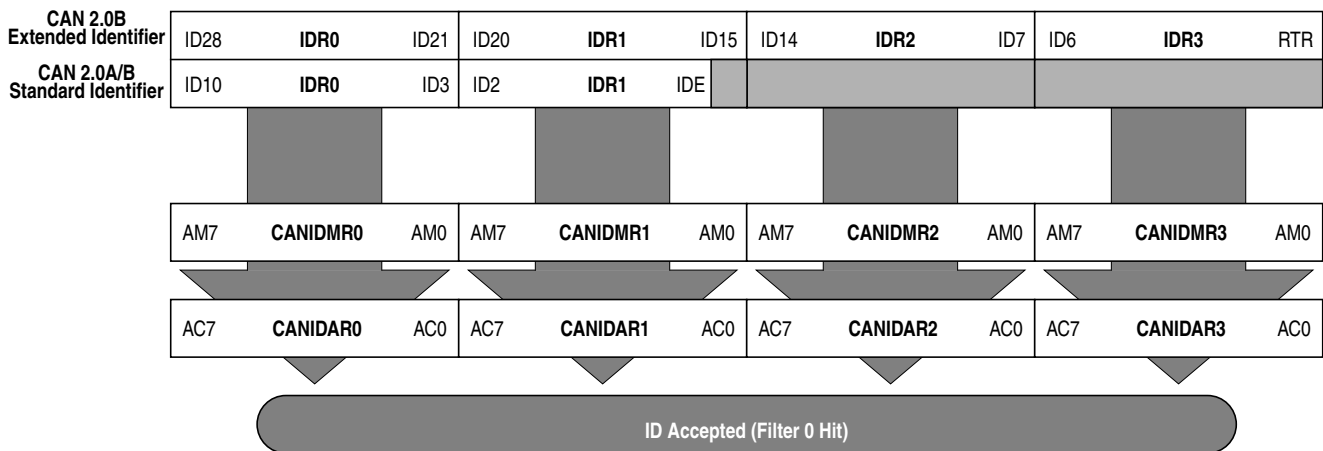 CAN 2.0B
Extended Identifier
ID28 IDR0 ID21 ID20 IDR1 ID15 ID14 IDR2 ID7 ID6 IDR3 RTR
CAN 2.0A/B
Standard Identifier
ID10 IDR0 ID3 ID2 IDR1 IDE
AM7 CANIDMR0 AM0 AM7 CANIDMR1 AM0 AM7 CANIDMR2 AM0 AM7 CANIDMR3 AM0
AC7 CANIDAR0 AC0 AC7 CANIDAR1 AC0 AC7 CANIDAR2 AC0 AC7 CANIDAR3 AC0
ID Accepted (Filter 0 Hit)